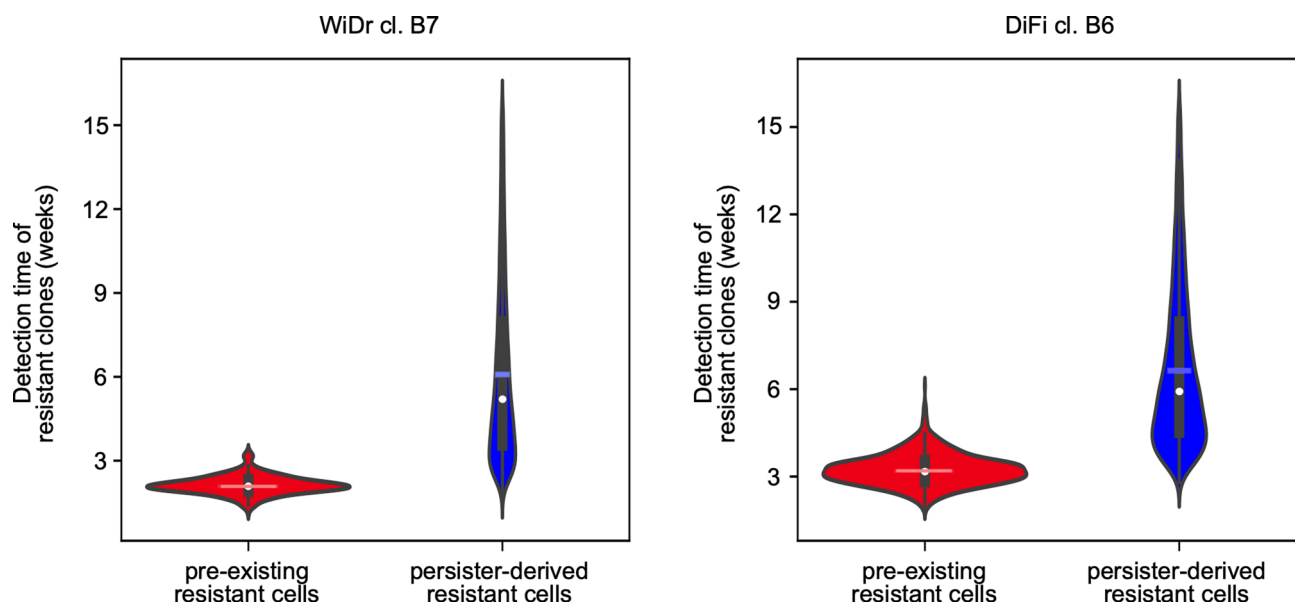 WiDr cl. B7
Detection time of
resistant clones (weeks)
15
12
9
6
3
pre-existing
resistant cells
persister-derived
resistant cells
DiFi cl. B6
Detection time of
resistant clones (weeks)
15
12
9
6
3
pre-existing
resistant cells
persister-derived
resistant cells